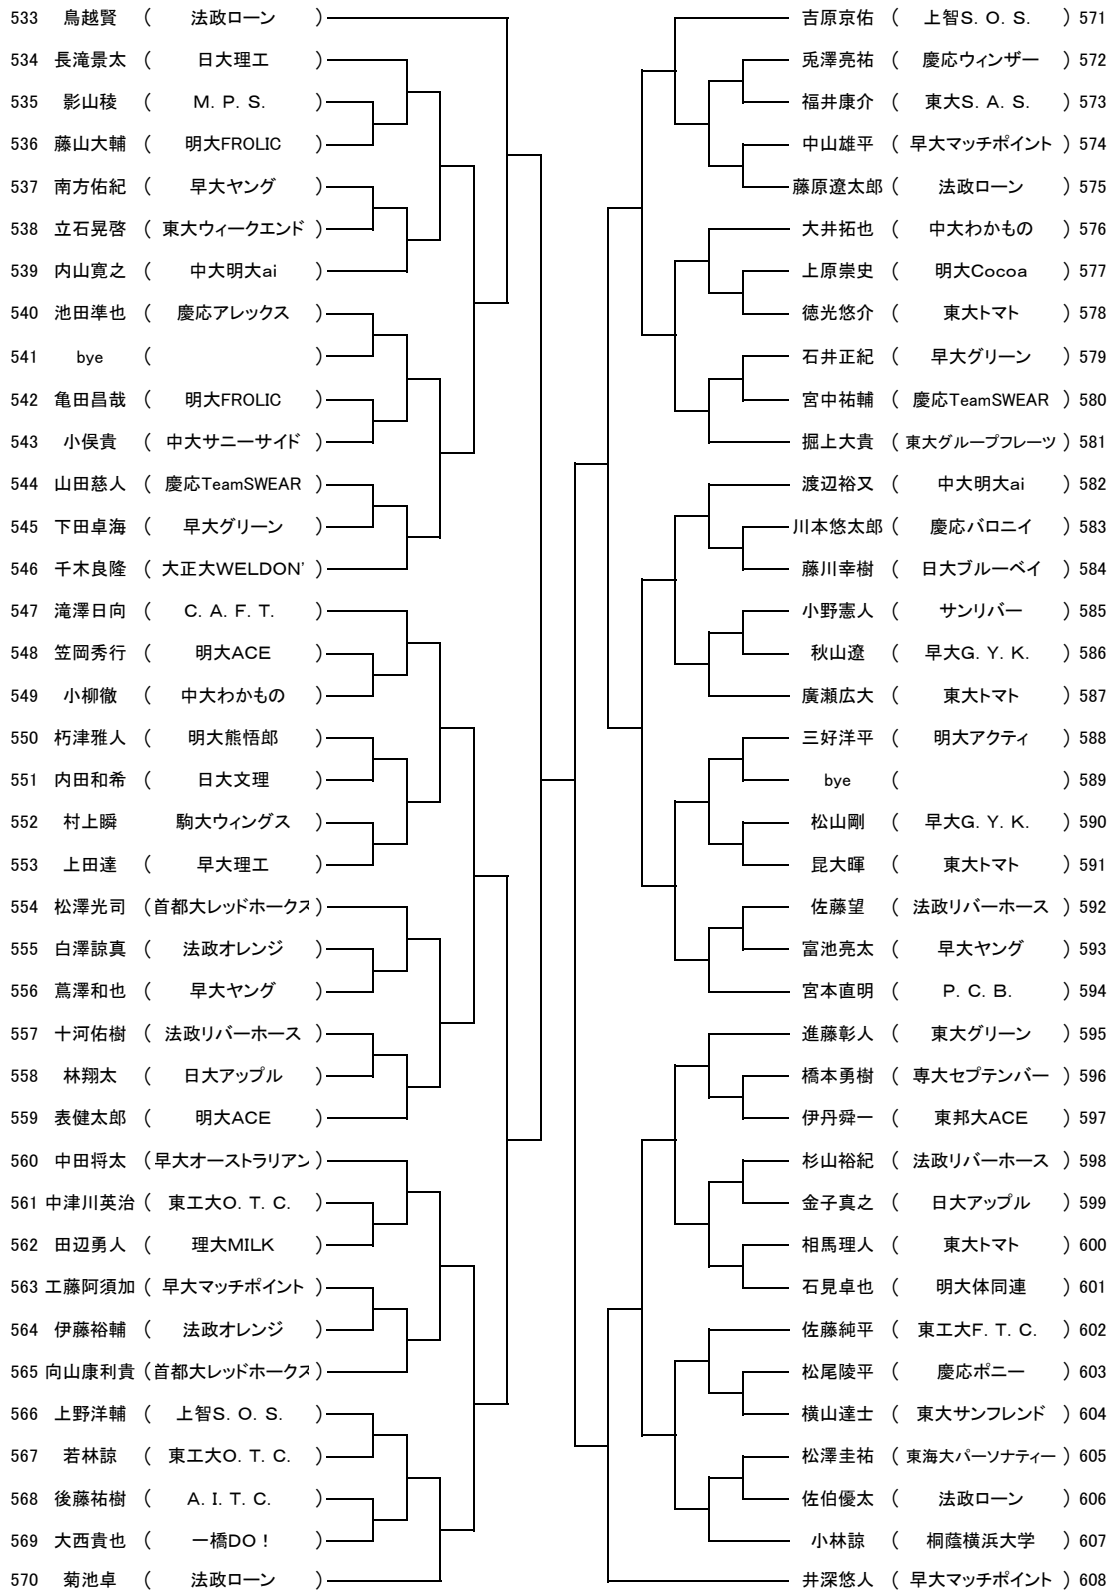 533 鳥越賢 ( 法政ローン )
534 長滝景太 ( 日大理工 )
535 影山稜 ( M. P. S. )
536 藤山大輔 ( 明大FROLIC )
537 南方佑紀 ( 早大ヤング )
538 立石晃啓 ( 東大ウィークエンド )
539 内山寛之 ( 中大明大ai )
540 池田準也 ( 慶応アレックス )
541 bye ( )
542 亀田昌哉 ( 明大FROLIC )
543 小俣貴 ( 中大サニーサイド )
544 山田慈人 ( 慶応TeamSWEAR )
545 下田卓海 ( 早大グリーン )
546 千木良隆 ( 大正大WELDON' )
547 滝澤日向 ( C. A. F. T. )
548 笠岡秀行 ( 明大ACE )
549 小柳徹 ( 中大わかもの )
550 朽津雅人 ( 明大熊悟郎 )
551 内田和希 ( 日大文理 )
552 村上瞬 駒大ウィングス )
553 上田達 ( 早大理工 )
554 松澤光司 (首都大レッドホークス)
555 白澤諒真 ( 法政オレンジ )
556 蔦澤和也 ( 早大ヤング )
557 十河佑樹 ( 法政リバーホース )
558 林翔太 ( 日大アップル )
559 表健太郎 ( 明大ACE )
560 中田将太 (早大オーストラリアン)
561 中津川英治 ( 東工大O. T. C. )
562 田辺勇人 ( 理大MILK )
563 工藤阿須加 ( 早大マッチポイント )
564 伊藤裕輔 ( 法政オレンジ )
565 向山康利貴 (首都大レッドホークス)
566 上野洋輔 ( 上智S. O. S. )
567 若林諒 ( 東工大O. T. C. )
568 後藤祐樹 ( A. I. T. C. )
569 大西貴也 ( 一橋DO! )
570 菊池卓 ( 法政ローン )
吉原京佑 ( 上智S. O. S. ) 571
兎澤亮祐 ( 慶応ウィンザー ) 572
福井康介 ( 東大S. A. S. ) 573
中山雄平 ( 早大マッチポイント ) 574
藤原遼太郎 ( 法政ローン ) 575
大井拓也 ( 中大わかもの ) 576
上原崇史 ( 明大Cocoa ) 577
徳光悠介 ( 東大トマト ) 578
石井正紀 ( 早大グリーン ) 579
宮中祐輔 ( 慶応TeamSWEAR ) 580
掘上大貴 ( 東大グループフレーツ ) 581
渡辺裕又 ( 中大明大ai ) 582
川本悠太郎 ( 慶応バロニイ ) 583
藤川幸樹 ( 日大ブルーベイ ) 584
小野憲人 ( サンリバー ) 585
秋山遼 ( 早大G. Y. K. ) 586
廣瀬広大 ( 東大トマト ) 587
三好洋平 ( 明大アクティ ) 588
bye ( ) 589
松山剛 ( 早大G. Y. K. ) 590
昆大暉 ( 東大トマト ) 591
佐藤望 ( 法政リバーホース ) 592
富池亮太 ( 早大ヤング ) 593
宮本直明 ( P. C. B. ) 594
進藤彰人 ( 東大グリーン ) 595
橋本勇樹 ( 専大セプテンバー ) 596
伊丹舜一 ( 東邦大ACE ) 597
杉山裕紀 ( 法政リバーホース ) 598
金子真之 ( 日大アップル ) 599
相馬理人 ( 東大トマト ) 600
石見卓也 ( 明大体同連 ) 601
佐藤純平 ( 東工大F. T. C. ) 602
松尾陵平 ( 慶応ポニー ) 603
横山達士 ( 東大サンフレンド ) 604
松澤圭祐 ( 東海大パーソナティー ) 605
佐伯優太 ( 法政ローン ) 606
小林諒 ( 桐蔭横浜大学 ) 607
井深悠人 ( 早大マッチポイント ) 608